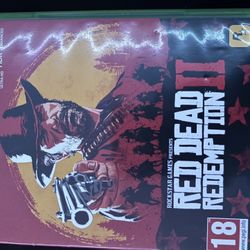 ROCKSTAR GAMES PRESENTS
RED DEAD
REDEMPTION
II
18